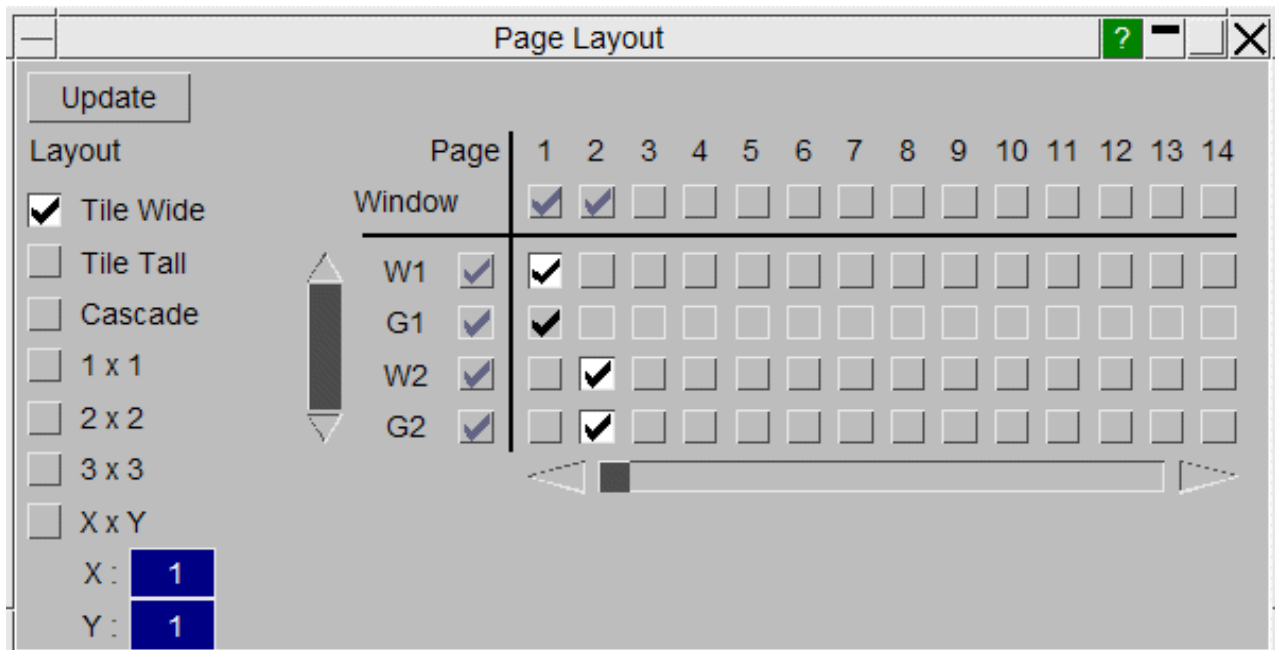 Page Layout ?
Update
Layout Page 1 2 3 4 5 6 7 8 9 10 11 12 13 14
Tile Wide Window
Tile Tall W1
Cascade G1
1 x 1 W2
2 x 2 G2
3 x 3
X x Y
X : 1
Y : 1